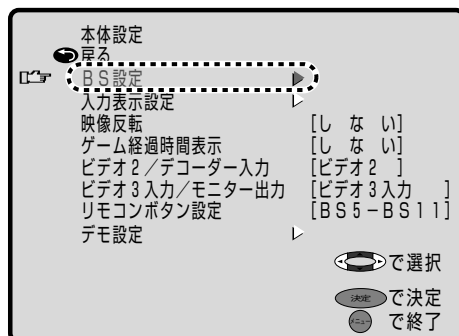 本体設定
戻る
BS設定
入力表示設定
映像反転 [し な い]
ゲーム経過時間表示 [し な い]
ビデオ2/デコーダー入力 [ビデオ2 ]
ビデオ3入力/モニター出力 [ビデオ3入力 ]
リモコンボタン設定 [BS5-BS11]
デモ設定
で選択
決定 で決定
メニュー で終了